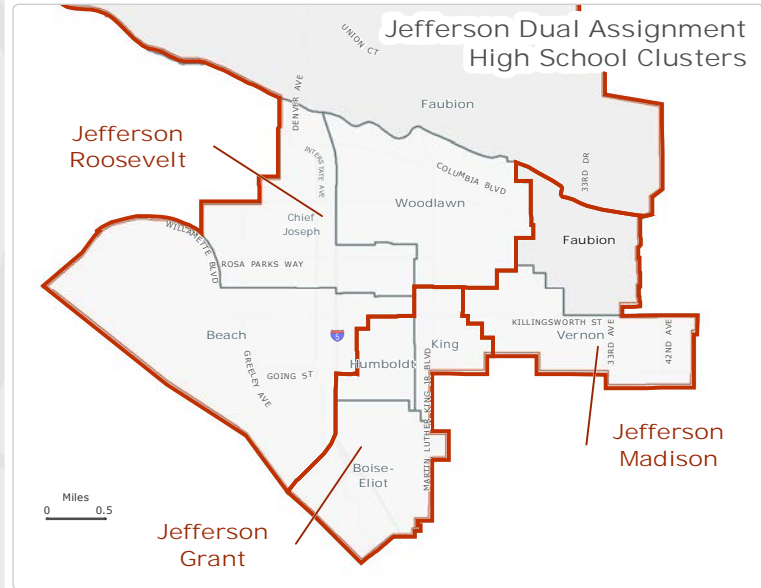 Jefferson Dual Assignment
High School Clusters
UNION CT
DENVER AVE
Faubion
Jefferson
Roosevelt
INTERSTATE AVE
COLUMBIA BLVD
33RD DR
Woodlawn
Chief
Joseph
WILLAMETTE BLVD
Faubion
ROSA PARKS WAY
KILLINGSWORTH ST
Beach
5
King
Vernon
33RD AVE
42ND AVE
Humboldt
GREELEY AVE
GOING ST
MARTIN LUTHER KING JR BLVD
Jefferson
Madison
Boise-
Eliot
Miles
0 0.5
Jefferson
Grant